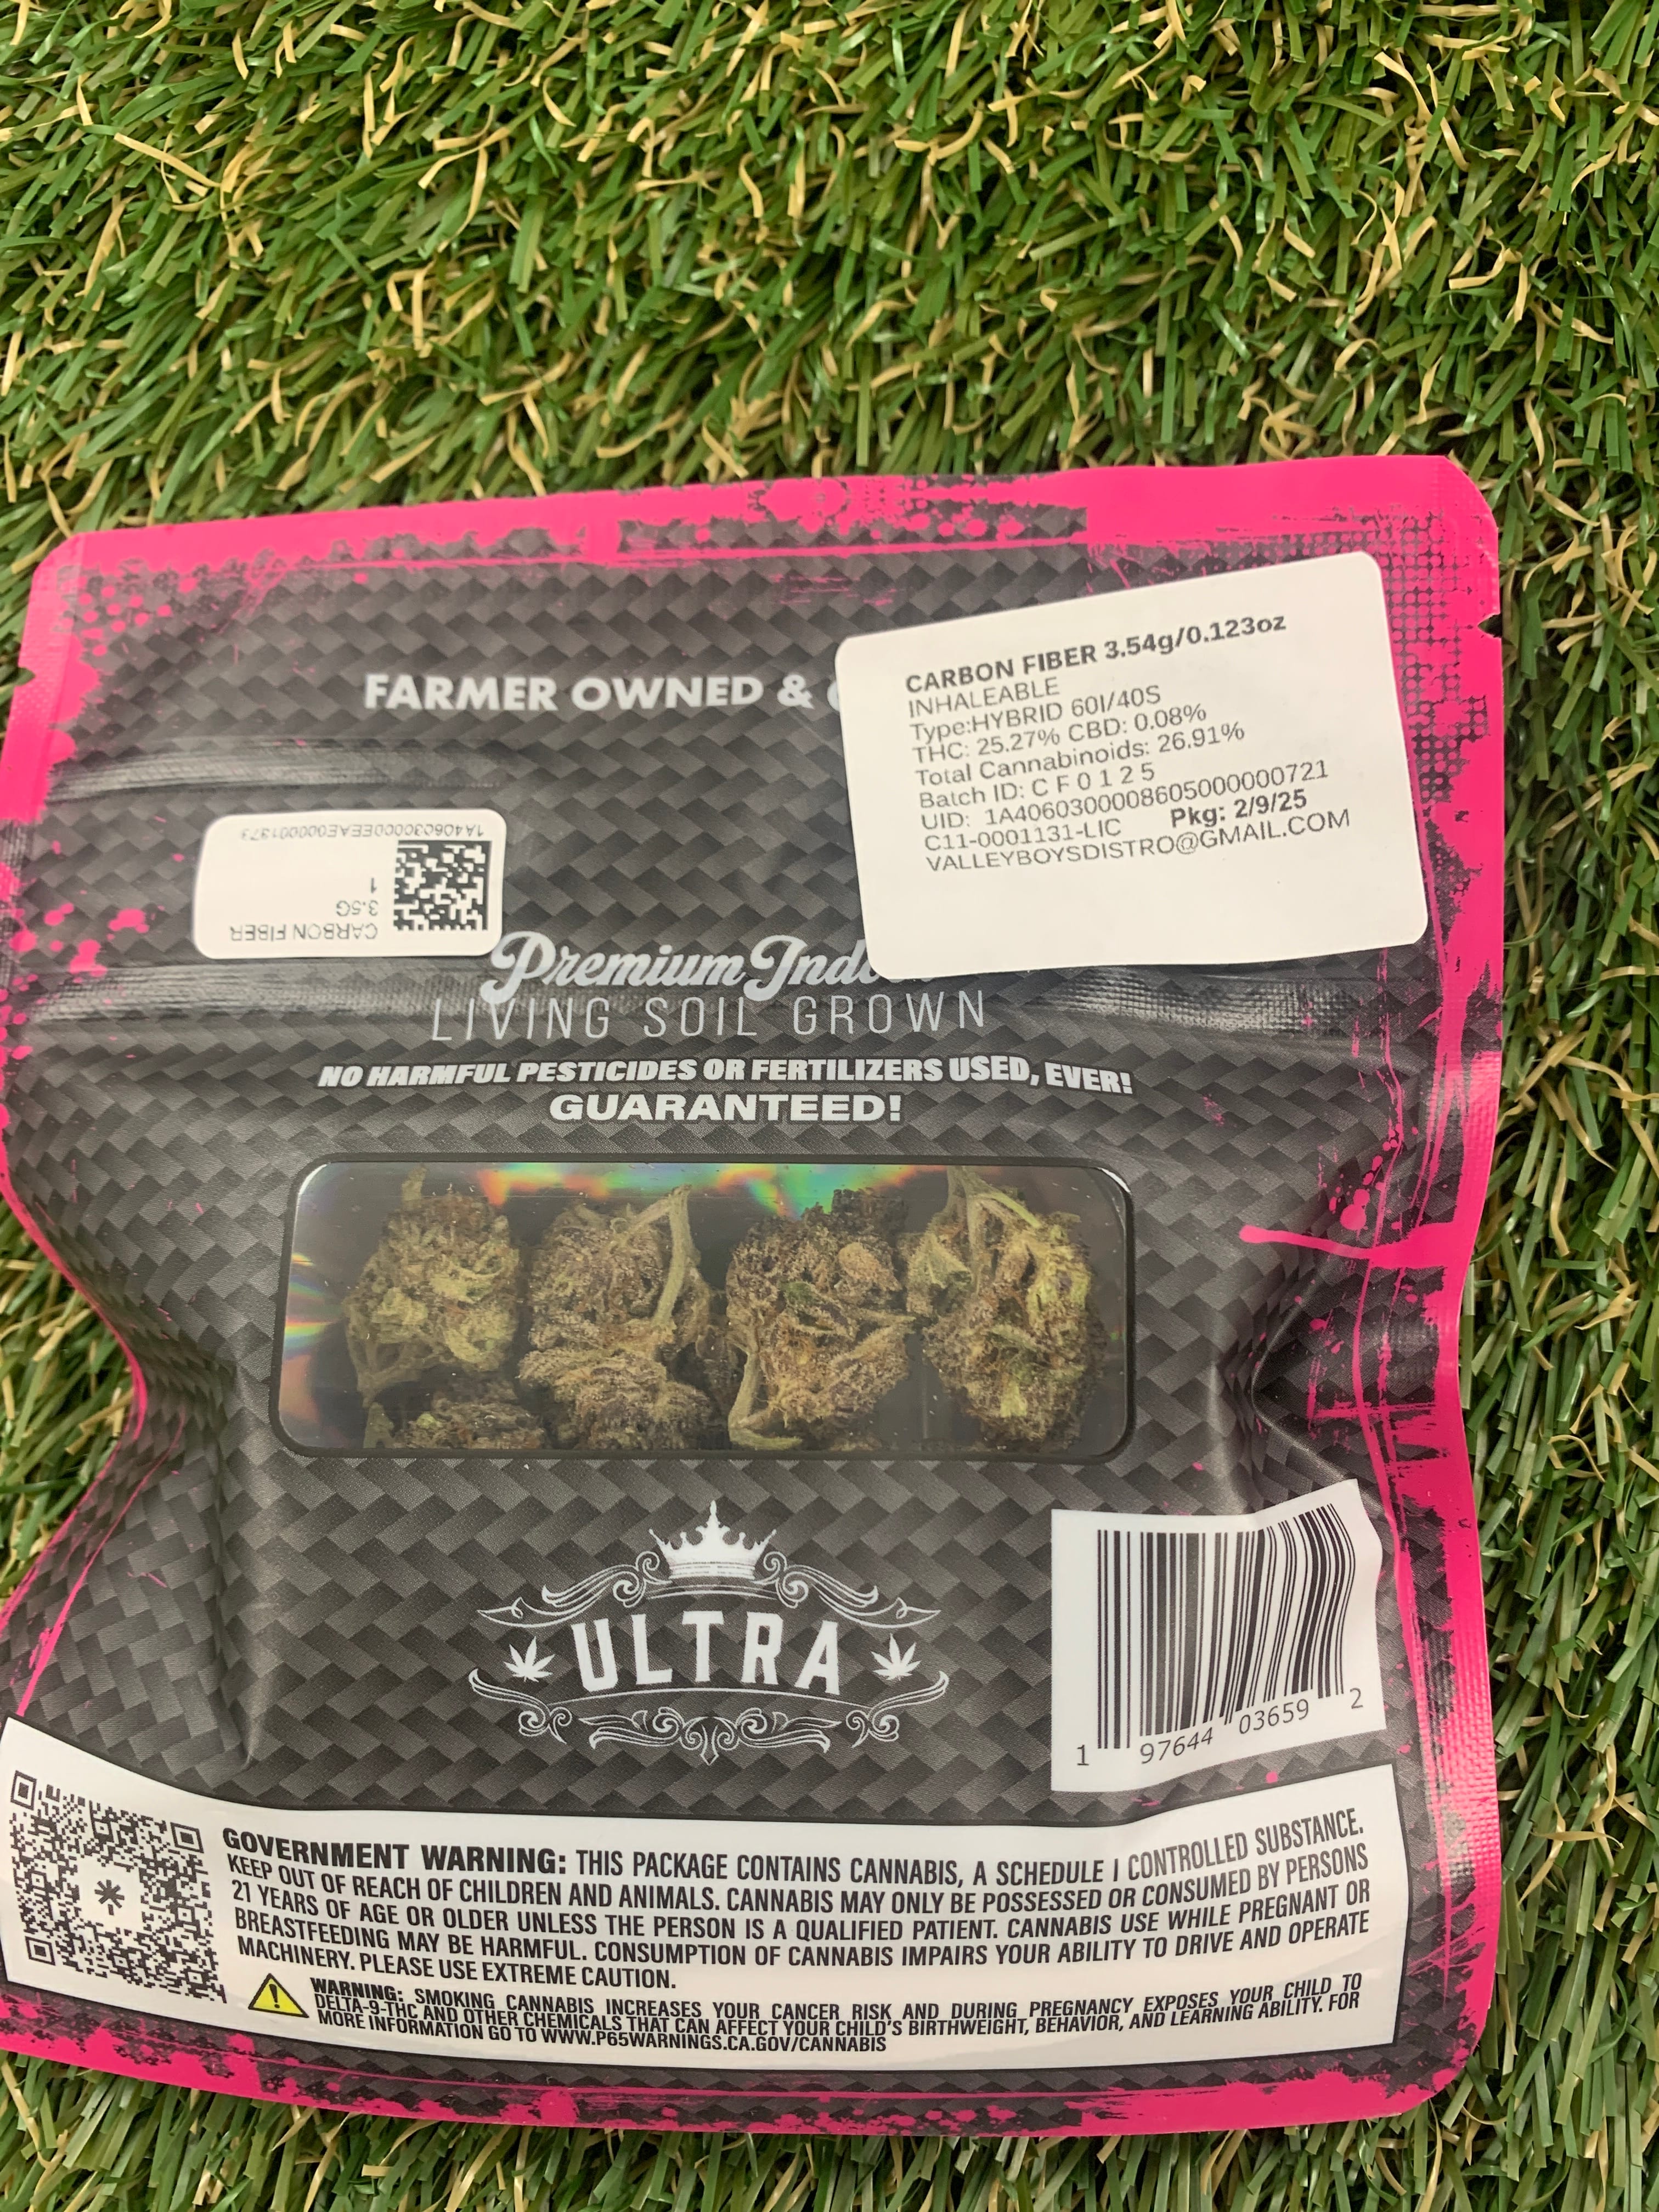 FARMER OWNED &
CARBON FIBER 3.54g/0.123oz
INHALEABLE
Type:HYBRID 60I/40S
THC: 25.27% CBD: 0.08%
Total Cannabinoids: 26.91%
Batch ID: C F 0 1 2 5
UID: 1A4060300008605000000721
C11-0001131-LIC Pkg: 2/9/25
VALLEYBOYSDISTRO@GMAIL.COM
CARBON FIBER
3.5G
1
1A4060300000EEAE000001373
Premium
LIVING SOIL GROWN
NO HARMFUL PESTICIDES OR FERTILIZERS USED, EVER!
GUARANTEED!
ULTRA
1 97644 03659 2
GOVERNMENT WARNING: THIS PACKAGE CONTAINS CANNABIS, A SCHEDULE I CONTROLLED SUBSTANCE.
KEEP OUT OF REACH OF CHILDREN AND ANIMALS. CANNABIS MAY ONLY BE POSSESSED OR CONSUMED BY PERSONS
21 YEARS OF AGE OR OLDER UNLESS THE PERSON IS A QUALIFIED PATIENT. CANNABIS USE WHILE PREGNANT OR
BREASTFEEDING MAY BE HARMFUL. CONSUMPTION OF CANNABIS IMPAIRS YOUR ABILITY TO DRIVE AND OPERATE
MACHINERY. PLEASE USE EXTREME CAUTION.
WARNING: SMOKING CANNABIS INCREASES YOUR CANCER RISK AND DURING PREGNANCY EXPOSES YOUR CHILD TO
DELTA-9-THC AND OTHER CHEMICALS THAT CAN AFFECT YOUR CHILD'S BIRTHWEIGHT, BEHAVIOR, AND LEARNING ABILITY. FOR
MORE INFORMATION GO TO WWW.P65WARNINGS.CA.GOV/CANNABIS